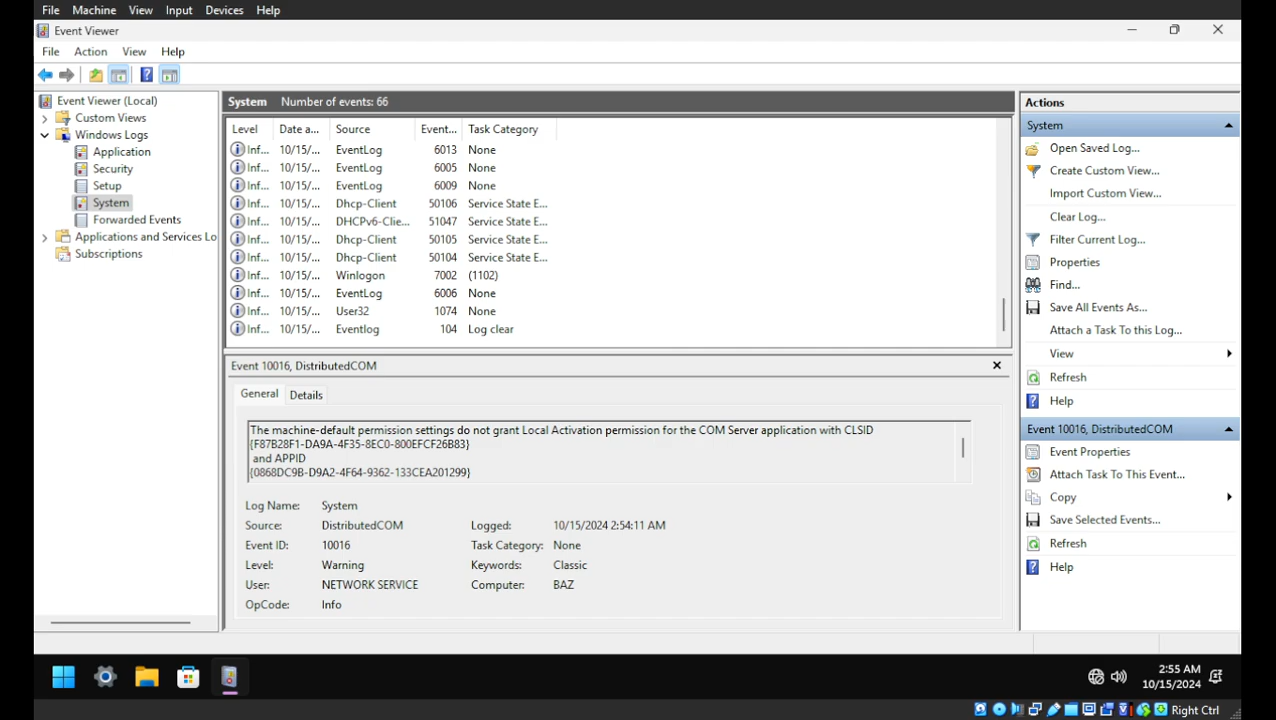 File Machine View Input Devices Help
Event Viewer
File Action View Help
Event Viewer (Local)
Custom Views
Windows Logs
Application
Security
Setup
System
Forwarded Events
Applications and Services Lo
Subscriptions
System Number of events: 66
Level Date a... Source Event... Task Category
Inf... 10/15/... EventLog 6013 None
Inf... 10/15/... EventLog 6005 None
Inf... 10/15/... EventLog 6009 None
Inf... 10/15/... Dhcp-Client 50106 Service State E...
Inf... 10/15/... DHCPv6-Clie... 51047 Service State E...
Inf... 10/15/... Dhcp-Client 50105 Service State E...
Inf... 10/15/... Dhcp-Client 50104 Service State E...
Inf... 10/15/... Winlogon 7002 (1102)
Inf... 10/15/... EventLog 6006 None
Inf... 10/15/... User32 1074 None
Inf... 10/15/... Eventlog 104 Log clear
Event 10016, DistributedCOM
General Details
The machine-default permission settings do not grant Local Activation permission for the COM Server application with CLSID
{F87B28F1-DA9A-4F35-8EC0-800EFCF26B83}
and APPID
{0868DC9B-D9A2-4F64-9362-133CEA201299}
Log Name: System
Source: DistributedCOM Logged: 10/15/2024 2:54:11 AM
Event ID: 10016 Task Category: None
Level: Warning Keywords: Classic
User: NETWORK SERVICE Computer: BAZ
OpCode: Info
Actions
System
Open Saved Log...
Create Custom View...
Import Custom View...
Clear Log...
Filter Current Log...
Properties
Find...
Save All Events As...
Attach a Task To this Log...
View
Refresh
Help
Event 10016, DistributedCOM
Event Properties
Attach Task To This Event...
Copy
Save Selected Events...
Refresh
Help
2:55 AM
10/15/2024
Right Ctrl